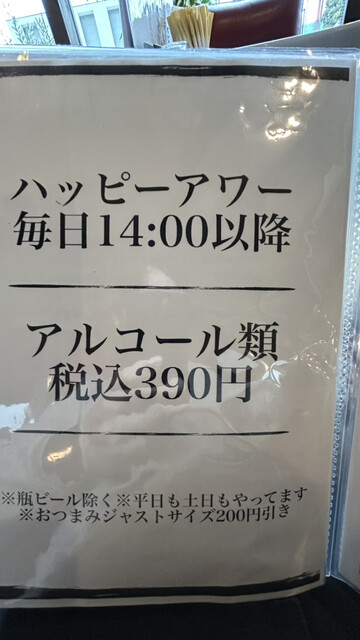 ハッピーアワー
毎日14:00以降
アルコール類
税込390円
※瓶ビール除く※平日も土日もやってます
※おつまみジャストサイズ200円引き